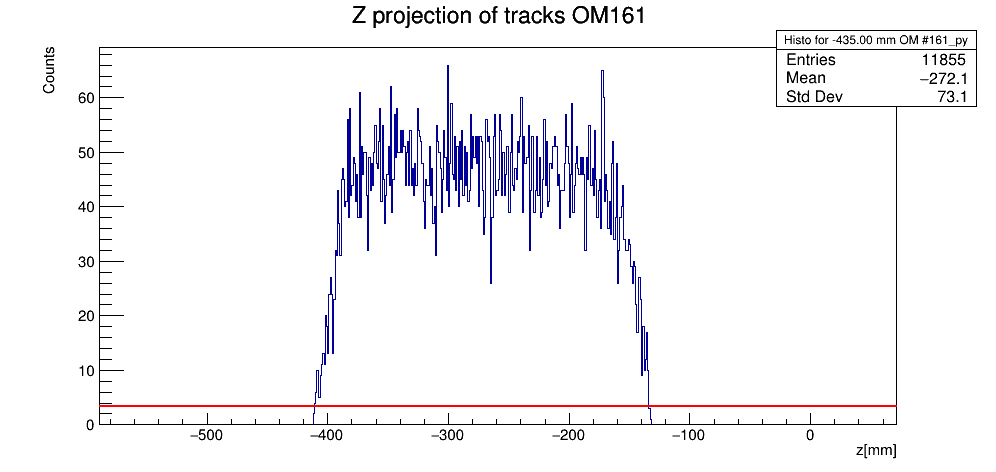 Z projection of tracks OM161
Histo for -435.00 mm OM #161_py
Entries 11855
Mean −272.1
Std Dev 73.1
Counts
60
50
40
30
20
10
0
−500 −400 −300 −200 −100 0
z[mm]